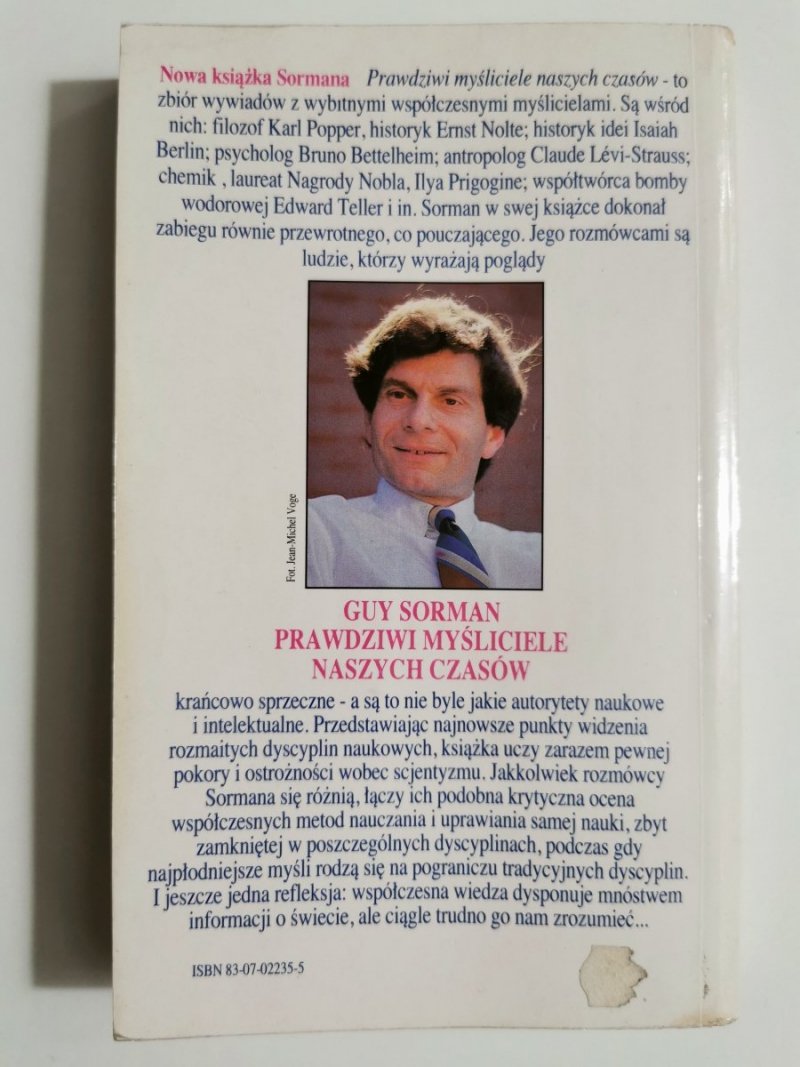 Nowa książka Sormana Prawdziwi myśliciele naszych czasów - to
zbiór wywiadów z wybitnymi współczesnymi myślicielami. Są wśród
nich: filozof Karl Popper, historyk Ernst Nolte; historyk idei Isaiah
Berlin; psycholog Bruno Bettelheim; antropolog Claude Lévi-Strauss;
chemik , laureat Nagrody Nobla, Ilya Prigogine; współtwórca bomby
wodorowej Edward Teller i in. Sorman w swej książce dokonał
zabiegu równie przewrotnego, co pouczającego. Jego rozmówcami są
ludzie, którzy wyrażają poglądy
Fot. Jean-Michel Voge
GUY SORMAN
PRAWDZIWI MYŚLICIELE
NASZYCH CZASÓW
krańcowo sprzeczne - a są to nie byle jakie autorytety naukowe
i intelektualne. Przedstawiając najnowsze punkty widzenia
rozmaitych dyscyplin naukowych, książka uczy zarazem pewnej
pokory i ostrożności wobec scjentyzmu. Jakkolwiek rozmówcy
Sormana się różnią, łączy ich podobna krytyczna ocena
współczesnych metod nauczania i uprawiania samej nauki, zbyt
zamkniętej w poszczególnych dyscyplinach, podczas gdy
najpłodniejsze myśli rodzą się na pograniczu tradycyjnych dyscyplin.
I jeszcze jedna refleksja: współczesna wiedza dysponuje mnóstwem
informacji o świecie, ale ciągle trudno go nam zrozumieć...
ISBN 83-07-02235-5